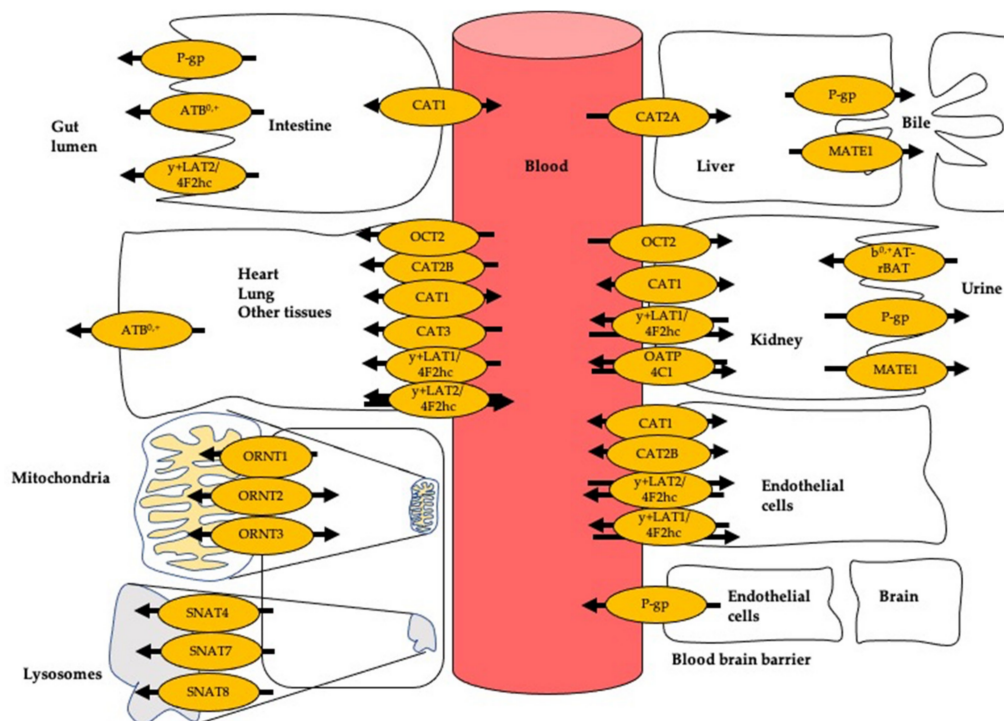 P-gp
ATB⁰,⁺
Gut
lumen
Intestine
y+LAT2/
4F2hc
CAT1
Blood
CAT2A
Liver
P-gp
MATE1
Bile
Heart
Lung
Other tissues
ATB⁰,⁺
OCT2
CAT2B
CAT1
CAT3
y+LAT1/
4F2hc
y+LAT2/
4F2hc
OCT2
CAT1
y+LAT1/
4F2hc
OATP
4C1
Kidney
b⁰,⁺AT-
rBAT
P-gp
MATE1
Urine
Mitochondria
ORNT1
ORNT2
ORNT3
CAT1
CAT2B
y+LAT2/
4F2hc
y+LAT1/
4F2hc
Endothelial
cells
Lysosomes
SNAT4
SNAT7
SNAT8
P-gp
Endothelial
cells
Brain
Blood brain barrier